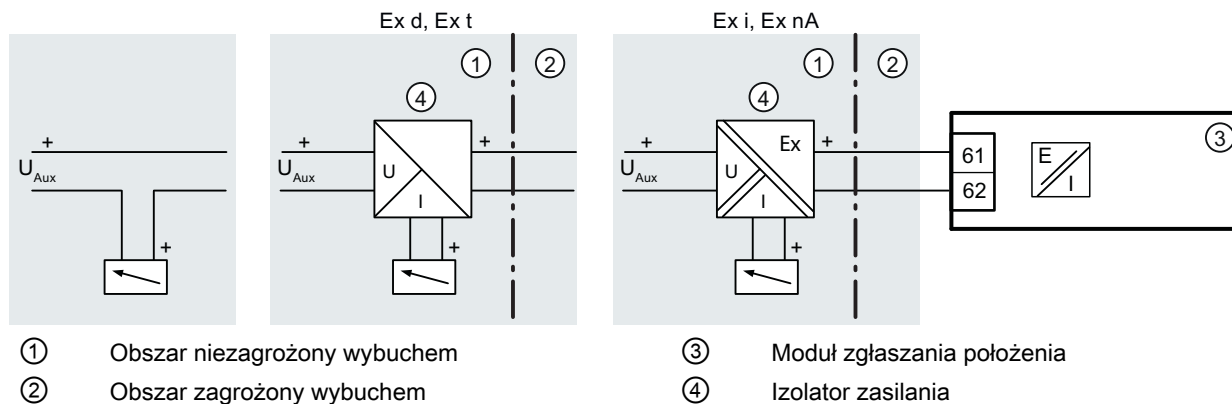 Ex d, Ex t
Ex i, Ex nA
1
2
1
2
4
4
3
+
+
+
+
+
Ex
61
62
E
I
U
U
U Aux
U Aux
U Aux
I
I
+
+
+
1 Obszar niezagrożony wybuchem
3 Moduł zgłaszania położenia
2 Obszar zagrożony wybuchem
4 Izolator zasilania